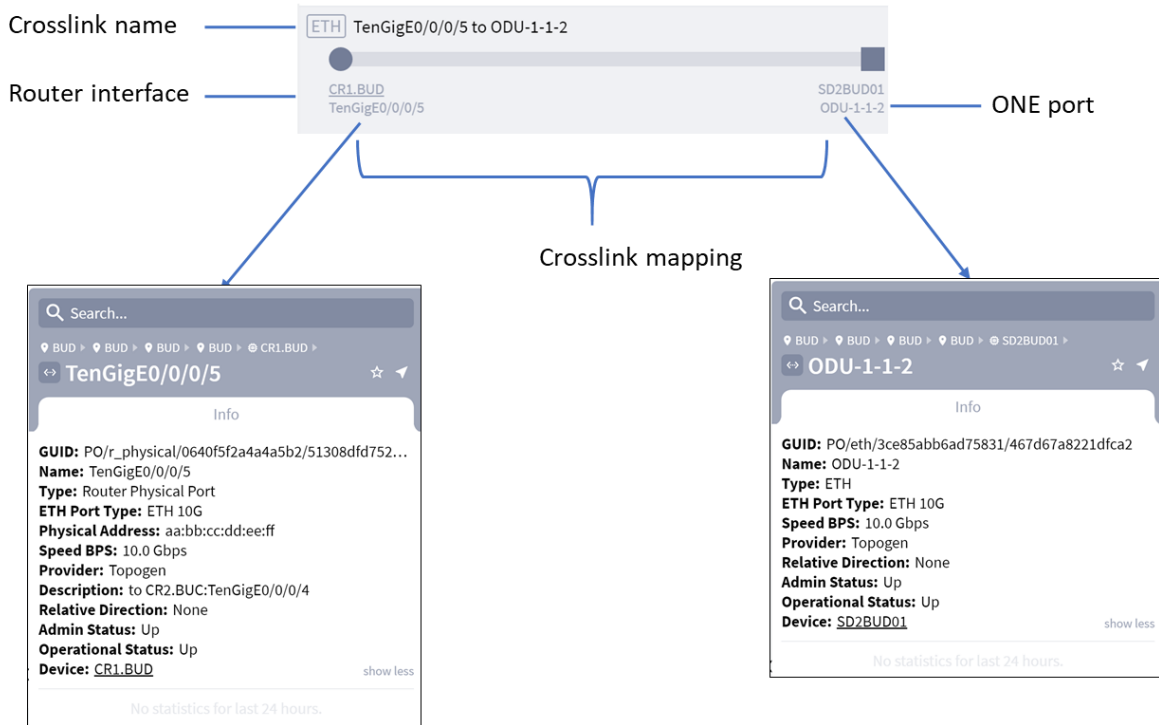 Crosslink name
ETH TenGigE0/0/0/5 to ODU-1-1-2
Router interface
CR1.BUD
TenGigE0/0/0/5
SD2BUD01
ODU-1-1-2
ONE port
Crosslink mapping
Search...
BUD BUD BUD BUD CR1.BUD
TenGigE0/0/0/5
Info
GUID: PO/r_physical/0640f5f2a4a4a5b2/51308dfd752...
Name: TenGigE0/0/0/5
Type: Router Physical Port
ETH Port Type: ETH 10G
Physical Address: aa:bb:cc:dd:ee:ff
Speed BPS: 10.0 Gbps
Provider: Topogen
Description: to CR2.BUC:TenGigE0/0/0/4
Relative Direction: None
Admin Status: Up
Operational Status: Up
Device: CR1.BUD
show less
No statistics for last 24 hours.
Search...
BUD BUD BUD BUD SD2BUD01
ODU-1-1-2
Info
GUID: PO/eth/3ce85abb6ad75831/467d67a8221dfca2
Name: ODU-1-1-2
Type: ETH
ETH Port Type: ETH 10G
Speed BPS: 10.0 Gbps
Provider: Topogen
Relative Direction: None
Admin Status: Up
Operational Status: Up
Device: SD2BUD01
show less
No statistics for last 24 hours.